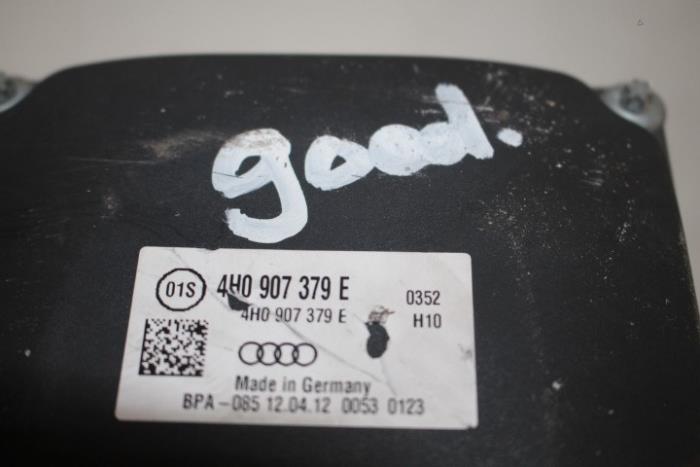 good.
01S 4H0 907 379 E 0352
4H0 907 379 E H10
Made in Germany
BPA-085 12.04.12 0053 0123